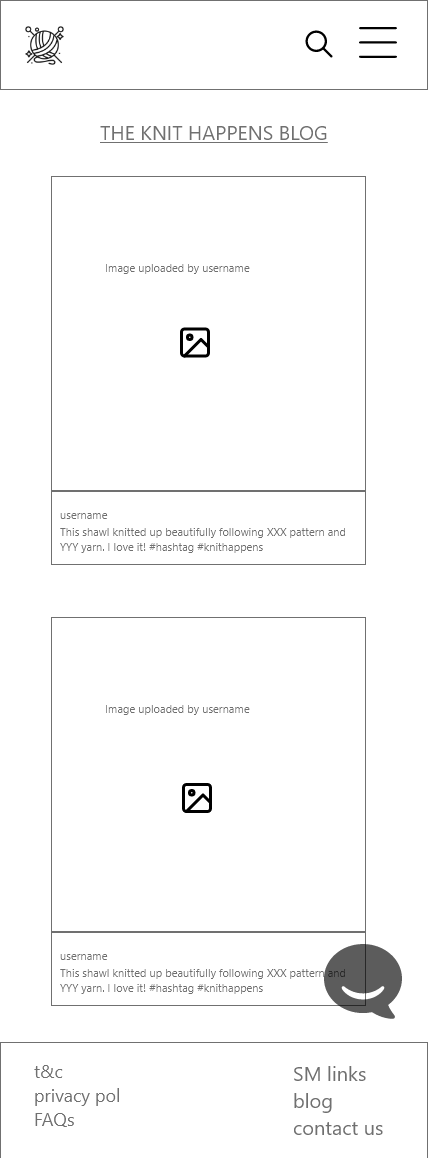 THE KNIT HAPPENS BLOG
Image uploaded by username
username
This shawl knitted up beautifully following XXX pattern and
YYY yarn. I love it! #hashtag #knithappens
Image uploaded by username
username
This shawl knitted up beautifully following XXX pattern and
YYY yarn. I love it! #hashtag #knithappens
t&c
privacy pol
FAQs
SM links
blog
contact us